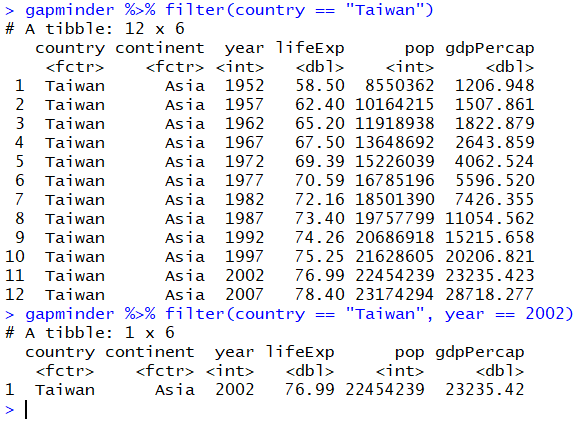 > gapminder %>% filter(country == "Taiwan")
# A tibble: 12 x 6
   country continent  year lifeExp      pop gdpPercap
    <fctr>    <fctr> <int>   <dbl>    <int>     <dbl>
 1  Taiwan      Asia  1952   58.50  8550362  1206.948
 2  Taiwan      Asia  1957   62.40 10164215  1507.861
 3  Taiwan      Asia  1962   65.20 11918938  1822.879
 4  Taiwan      Asia  1967   67.50 13648692  2643.859
 5  Taiwan      Asia  1972   69.39 15226039  4062.524
 6  Taiwan      Asia  1977   70.59 16785196  5596.520
 7  Taiwan      Asia  1982   72.16 18501390  7426.355
 8  Taiwan      Asia  1987   73.40 19757799 11054.562
 9  Taiwan      Asia  1992   74.26 20686918 15215.658
10  Taiwan      Asia  1997   75.25 21628605 20206.821
11  Taiwan      Asia  2002   76.99 22454239 23235.423
12  Taiwan      Asia  2007   78.40 23174294 28718.277
> gapminder %>% filter(country == "Taiwan", year == 2002)
# A tibble: 1 x 6
  country continent  year lifeExp      pop gdpPercap
   <fctr>    <fctr> <int>   <dbl>    <int>     <dbl>
1  Taiwan      Asia  2002   76.99 22454239  23235.42
>